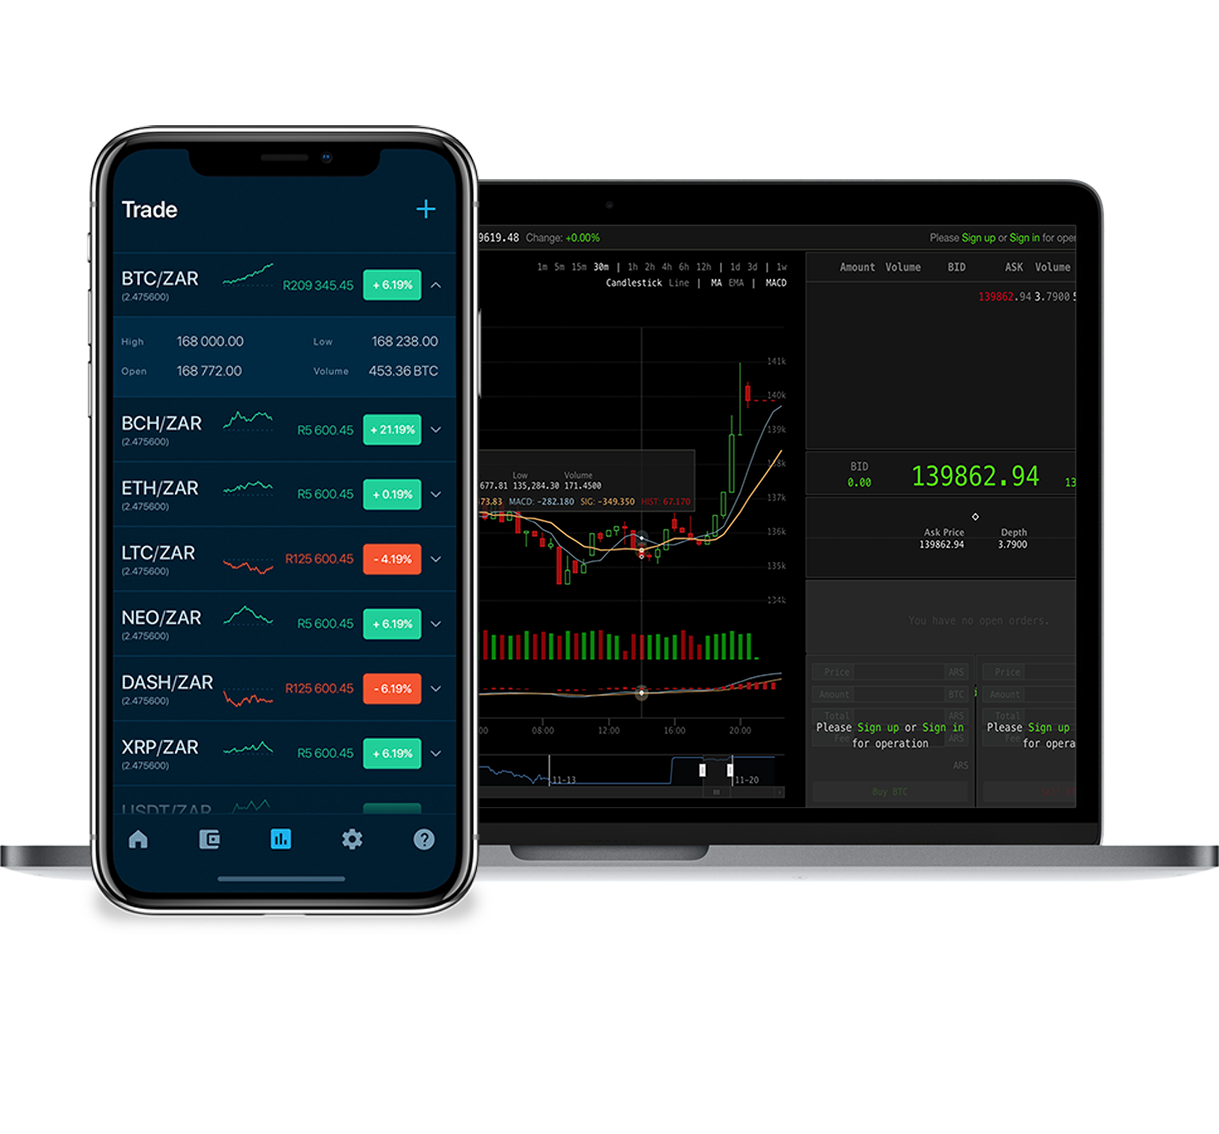 Trade
+
BTC/ZAR
(2.475600)
R209 345.45
+ 6.19%
High 168 000.00 Low 168 238.00
Open 168 772.00 Volume 453.36 BTC
BCH/ZAR
(2.475600)
R5 600.45
+ 21.19%
ETH/ZAR
(2.475600)
R5 600.45
+ 0.19%
LTC/ZAR
(2.475600)
R125 600.45
- 4.19%
NEO/ZAR
(2.475600)
R5 600.45
+ 6.19%
DASH/ZAR
(2.475600)
R125 600.45
- 6.19%
XRP/ZAR
(2.475600)
R5 600.45
+ 6.19%
USDT/ZAR
?
9619.48 Change: +0.00%
Please Sign up or Sign in for oper
1m 5m 15m 30m | 1h 2h 4h 6h 12h | 1d 3d | 1w
Candlestick Line | MA EMA | MACD
141k
140k
139k
138k
137k
136k
135k
134k
Low Volume
677.81 135,284.30 171.4500
73.83 MACD: -282.180 SIG: -349.350 HIST: 67.170
00 08.00 12.00 16.00 20.00
11-13 11-20
Amount Volume BID ASK Volume
139862.94 3.7900
BID
0.00
139862.94
13
Ask Price Depth
139862.94 3.7900
You have no open orders.
Price ARS Price
Amount BTC Amount
Total ARS Total
Please Sign up or Sign in Please Sign up
for operation for opera
Fee ARS Fee
ARS
Buy BTC